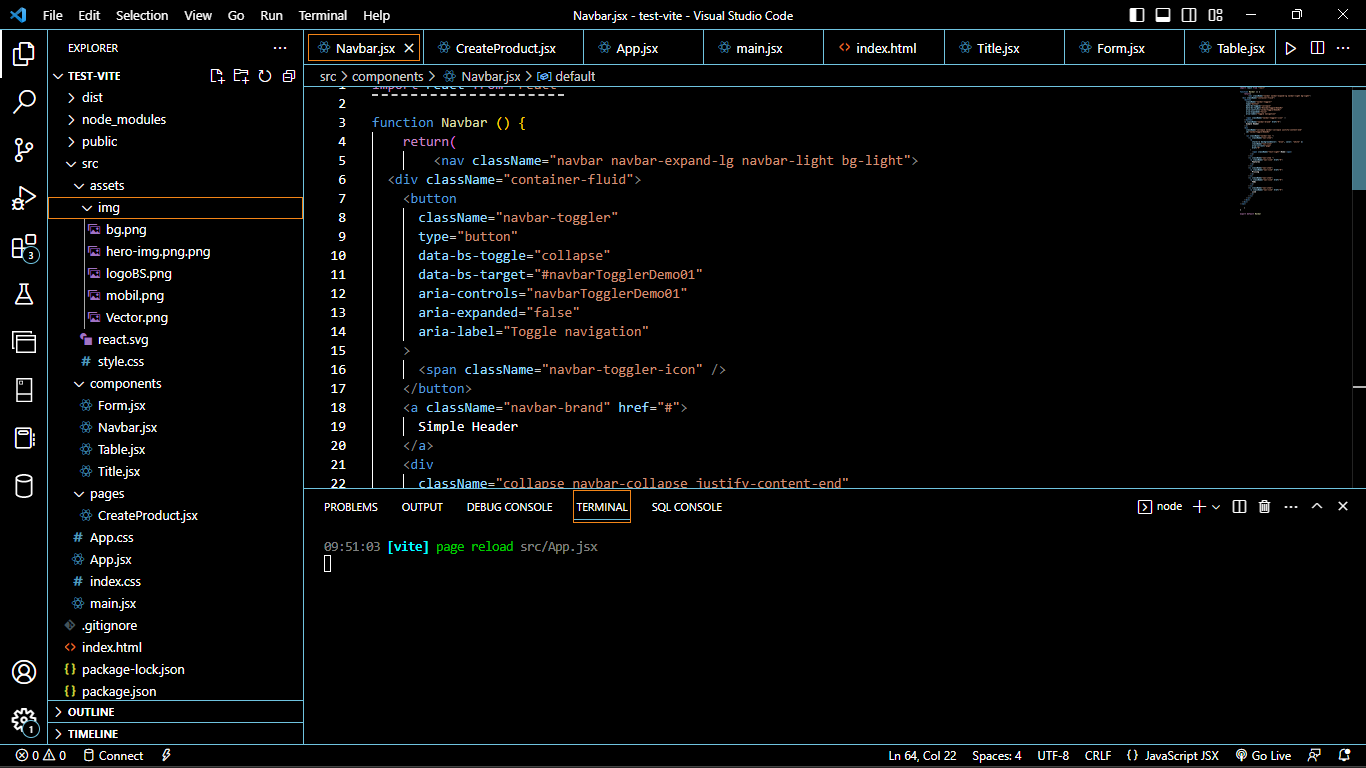 File Edit Selection View Go Run Terminal Help
Navbar.jsx - test-vite - Visual Studio Code
EXPLORER
TEST-VITE
dist
node_modules
public
src
assets
img
bg.png
hero-img.png.png
logoBS.png
mobil.png
Vector.png
react.svg
style.css
components
Form.jsx
Navbar.jsx
Table.jsx
Title.jsx
pages
CreateProduct.jsx
App.css
App.jsx
index.css
main.jsx
.gitignore
index.html
package-lock.json
package.json
OUTLINE
TIMELINE
3
1
Navbar.jsx CreateProduct.jsx App.jsx main.jsx index.html Title.jsx Form.jsx Table.jsx
src > components > Navbar.jsx > default
1 import React from 'react'
2
3 function Navbar () {
4 return(
5 <nav className="navbar navbar-expand-lg navbar-light bg-light">
6 <div className="container-fluid">
7 <button
8 className="navbar-toggler"
9 type="button"
10 data-bs-toggle="collapse"
11 data-bs-target="#navbarTogglerDemo01"
12 aria-controls="navbarTogglerDemo01"
13 aria-expanded="false"
14 aria-label="Toggle navigation"
15 >
16 <span className="navbar-toggler-icon" />
17 </button>
18 <a className="navbar-brand" href="#">
19 Simple Header
20 </a>
21 <div
22 className="collapse navbar-collapse justify-content-end"
PROBLEMS OUTPUT DEBUG CONSOLE TERMINAL SQL CONSOLE
node
09:51:03 [vite] page reload src/App.jsx
0 0 Connect
Ln 64, Col 22 Spaces: 4 UTF-8 CRLF {} JavaScript JSX Go Live